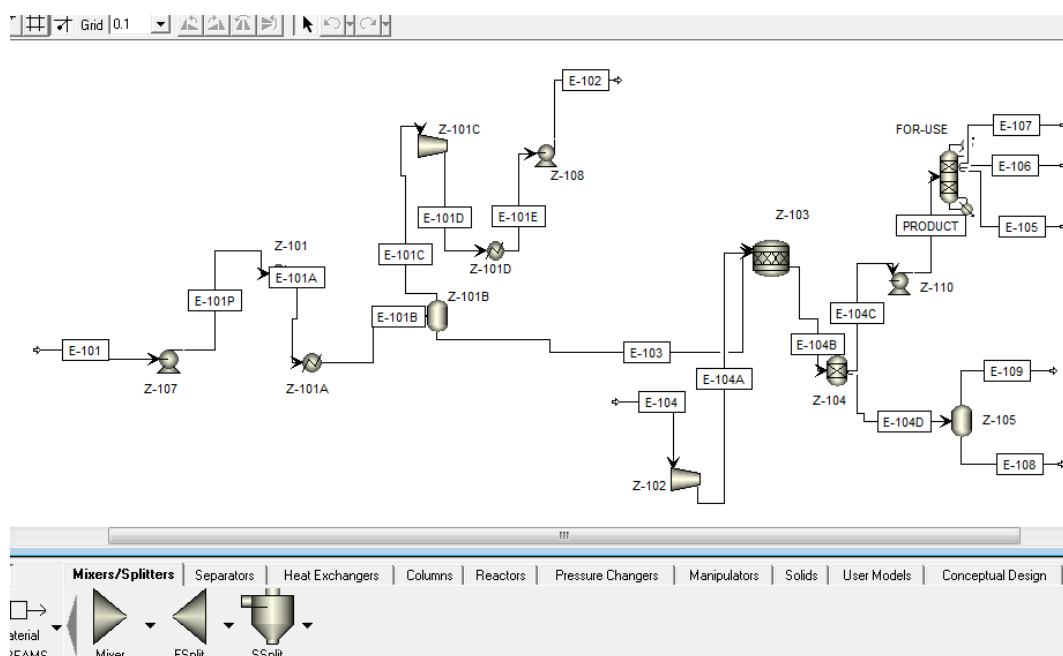 Grid 0.1
E-102
Z-101C
FOR-USE
E-107
Z-108
E-106
E-101D
E-101E
Z-103
E-105
PRODUCT
Z-101
E-101C
E-101A
Z-101D
Z-110
E-101P
Z-101B
E-104C
E-101B
E-101
E-103
E-104B
Z-107
Z-101A
E-104A
E-109
E-104
Z-104
E-104D
Z-105
E-108
Z-102
Mixers/Splitters Separators Heat Exchangers Columns Reactors Pressure Changers Manipulators Solids User Models Conceptual Design
Mixer FSplit SSplit